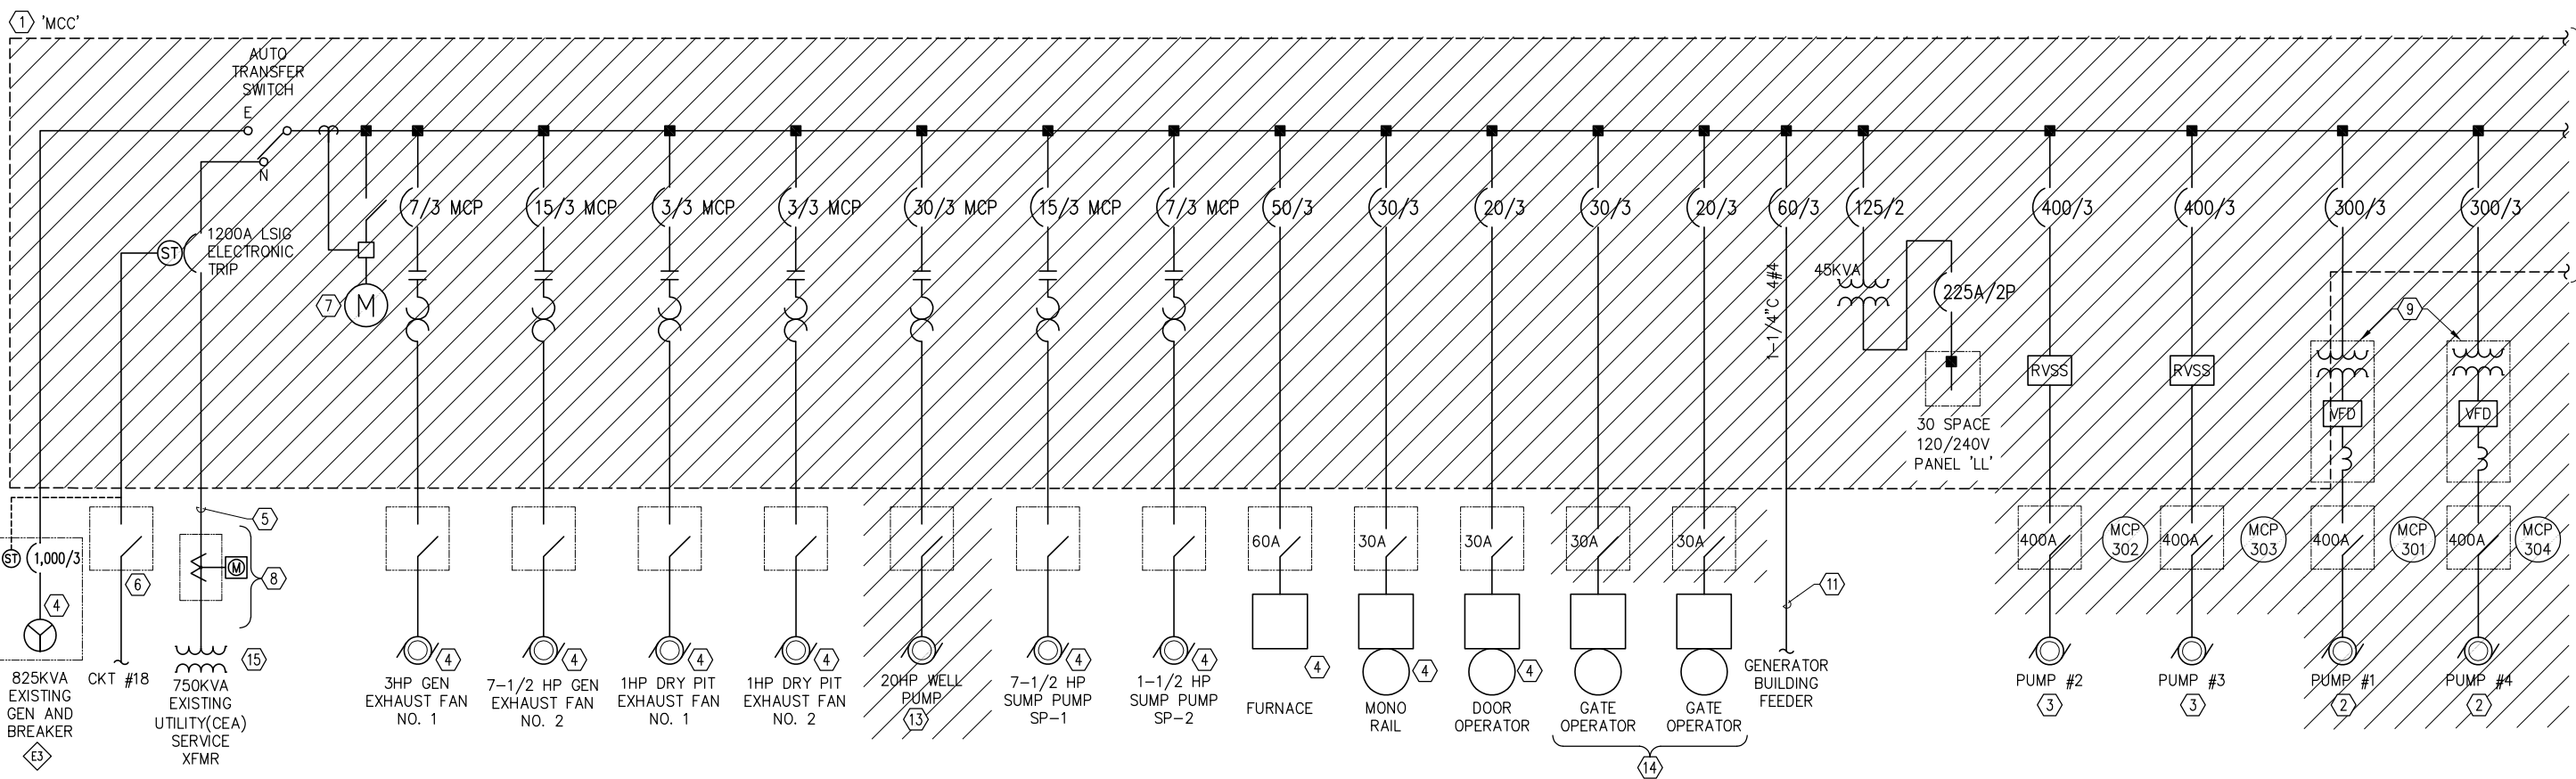 1 'MCC'
AUTO
TRANSFER
SWITCH
E
N
1200A LSIG
ELECTRONIC
TRIP
ST
7
M
7/3 MCP
15/3 MCP
3/3 MCP
3/3 MCP
30/3 MCP
15/3 MCP
7/3 MCP
50/3
30/3
20/3
30/3
20/3
60/3
125/2
400/3
400/3
300/3
300/3
1-1/4"C 4#4
45KVA
225A/2P
9
RVSS
RVSS
VFD
VFD
30 SPACE
120/240V
PANEL 'LL'
ST
1,000/3
4
6
5
M
8
15
60A
30A
30A
30A
30A
11
400A
MCP
302
400A
MCP
303
400A
MCP
301
400A
MCP
304
825KVA
EXISTING
GEN AND
BREAKER
E3
CKT #18
750KVA
EXISTING
UTILITY(CEA)
SERVICE
XFMR
4
3HP GEN
EXHAUST FAN
NO. 1
4
7-1/2 HP GEN
EXHAUST FAN
NO. 2
4
1HP DRY PIT
EXHAUST FAN
NO. 1
4
1HP DRY PIT
EXHAUST FAN
NO. 2
20HP WELL
PUMP
13
4
7-1/2 HP
SUMP PUMP
SP-1
4
1-1/2 HP
SUMP PUMP
SP-2
4
FURNACE
4
MONO
RAIL
4
DOOR
OPERATOR
GATE
OPERATOR
GATE
OPERATOR
14
GENERATOR
BUILDING
FEEDER
PUMP #2
3
PUMP #3
3
PUMP #1
2
PUMP #4
2